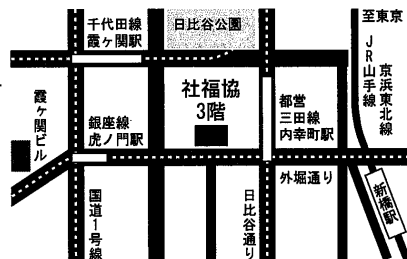 千代田線
霞ヶ関駅
日比谷公園
至東京
JR山手線
京浜東北線
社福協
3階
都営
三田線
内幸町駅
霞ヶ関ビル
銀座線
虎ノ門駅
外堀通り
新橋駅
国道1号線
日比谷通り